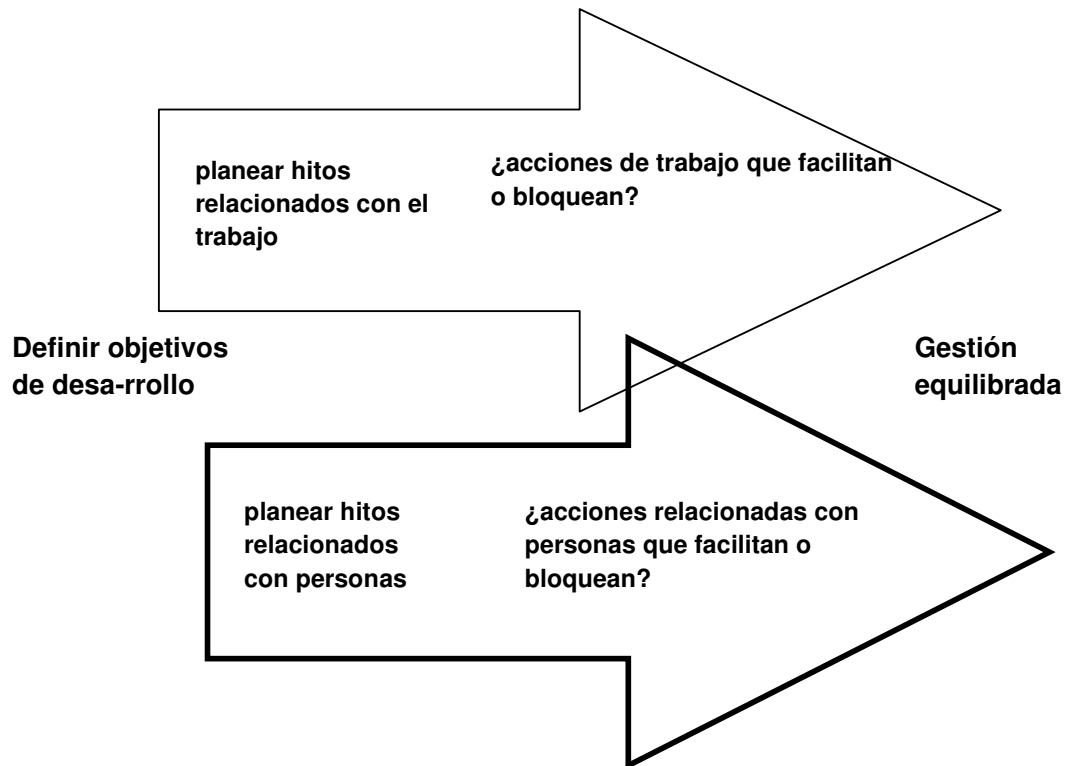 planear hitos
relacionados con el
trabajo
¿acciones de trabajo que facilitan
o bloquean?
Definir objetivos
de desa-rrollo
Gestión
equilibrada
planear hitos
relacionados
con personas
¿acciones relacionadas con
personas que facilitan o
bloquean?